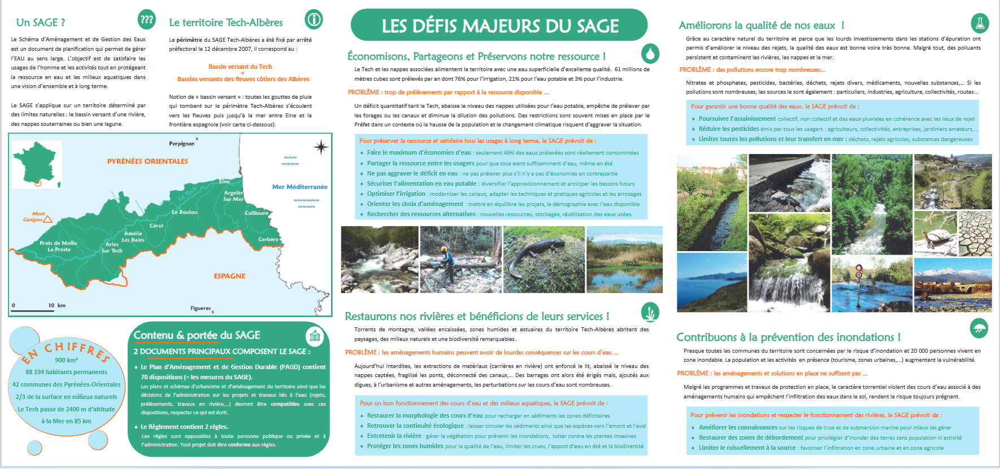 Un SAGE ?
???
Le Schéma d'Aménagement et de Gestion des Eaux
est un document de planification qui permet de gérer
l'EAU au sens large. L'objectif est de satisfaire les
usages de l'homme et les activités tout en protégeant
la ressource en eau et les milieux aquatiques dans
une vision d'ensemble et à long terme.
Le SAGE s'applique sur un territoire déterminé par
des limites naturelles : le bassin versant d'une rivière,
des nappes souterraines ou bien une lagune.
Le territoire Tech-Albères
Le périmètre du SAGE Tech-Albères a été fixé par arrêté
préfectoral le 12 décembre 2007, il correspond au :
Bassin versant du Tech
+
Bassins versants des fleuves côtiers des Albères
Notion de « bassin versant » : toutes les gouttes de pluie
qui tombent sur le périmètre Tech-Albères s'écoulent
vers les fleuves puis jusqu'à la mer entre Elne et la
frontière espagnole (voir carte ci-dessous).
Perpignan
x
PYRÉNÉES ORIENTALES
Mer Méditerranée
Elne
Le Tech
Argelès
Sur Mer
Mont
Canigou
Le Boulou
Collioure
Céret
Amélie
Les Bains
Cerbère
Prats de Mollo
La Preste
Arles
Sur Tech
ESPAGNE
0 10 km
Figueres
x
EN CHIFFRES
900 km²
88 194 habitants permanents
42 communes des Pyrénées-Orientales
2/3 de la surface en milieux naturels
Le Tech passe de 2400 m d'altitude
à la Mer en 85 km
Contenu & portée du SAGE
2 DOCUMENTS PRINCIPAUX COMPOSENT LE SAGE :
♦ Le Plan d'Aménagement et de Gestion Durable (PAGD) contient
70 dispositions (= les mesures du SAGE).
Les plans et schémas d'urbanisme et d'aménagement du territoire ainsi que les
décisions de l'administration sur les projets et travaux liés à l'eau (rejets,
prélèvements, travaux en rivière,...) devront être compatibles avec ces
dispositions, respecter ce qui est écrit.
♦ Le Règlement contient 2 règles.
Ces règles sont opposables à toute personne publique ou privée et à
l'administration. Tout projet doit être conforme aux règles.
LES DÉFIS MAJEURS DU SAGE
Économisons, Partageons et Préservons notre ressource !
Le Tech et les nappes associées alimentent le territoire avec une eau superficielle d'excellente qualité. 61 millions de
mètres cubes sont prélevés par an dont 76% pour l'irrigation, 21% pour l'eau potable et 3% pour l'industrie.
PROBLÈME : trop de prélèvements par rapport à la ressource disponible ...
Un déficit quantitatif tarit le Tech, abaisse le niveau des nappes utilisées pour l'eau potable, empêche de prélever par
les forages ou les canaux et diminue la dilution des pollutions. Des restrictions sont souvent mises en place par le
Préfet dans un contexte où la hausse de la population et le changement climatique risquent d'aggraver la situation.
Pour préserver la ressource et satisfaire tous les usages à long terme, le SAGE prévoit de :
♦ Faire le maximum d'économies d'eau : seulement 46% des eaux prélevées sont réellement consommées
♦ Partager la ressource entre les usagers pour que tous aient suffisamment d'eau, même en été
♦ Ne pas aggraver le déficit en eau : ne pas prélever plus s'il n'y a pas d'économies en contrepartie
♦ Sécuriser l'alimentation en eau potable : diversifier l'approvisionnement et anticiper les besoins futurs
♦ Optimiser l'irrigation : moderniser les canaux, adapter les techniques et pratiques agricoles et les arrosages
♦ Orienter les choix d'aménagement : mettre en équilibre les projets, la démographie avec l'eau disponible
♦ Rechercher des ressources alternatives : nouvelles ressources, stockages, réutilisation des eaux usées
Restaurons nos rivières et bénéficions de leurs services !
Torrents de montagne, vallées encaissées, zones humides et estuaires du territoire Tech-Albères abritent des
paysages, des milieux naturels et une biodiversité remarquables.
PROBLÈME : les aménagements humains peuvent avoir de lourdes conséquences sur les cours d'eau ...
Aujourd'hui interdites, les extractions de matériaux (carrières en rivière) ont enfoncé le lit, abaissé le niveau des
nappes captées, fragilisé les ponts, déconnecté des canaux,... Des barrages ont alors été érigés mais, ajoutés aux
digues, à l'urbanisme et autres aménagements, les perturbations sur les cours d'eau sont nombreuses.
Pour un bon fonctionnement des cours d'eau et des milieux aquatiques, le SAGE prévoit de :
♦ Restaurer la morphologie des cours d'eau pour recharger en sédiments les zones déficitaires
♦ Retrouver la continuité écologique : laisser circuler les sédiments ainsi que les espèces vers l'amont et l'aval
♦ Entretenir la rivière : gérer la végétation pour prévenir les inondations, lutter contre les plantes invasives
♦ Protéger les zones humides pour la qualité de l'eau, limiter les crues, l'apport d'eau en été et la biodiversité
Améliorons la qualité de nos eaux !
Grâce au caractère naturel du territoire et parce que les lourds investissements dans les stations d'épuration ont
permis d'améliorer le niveau des rejets, la qualité des eaux est bonne voire très bonne. Malgré tout, des polluants
persistent et contaminent les rivières, les nappes et la mer.
PROBLÈME : des pollutions encore trop nombreuses...
Nitrates et phosphates, pesticides, bactéries, déchets, rejets divers, médicaments, nouvelles substances,... Si les
pollutions sont nombreuses, les sources le sont également : particuliers, industries, agriculture, collectivités, routes...
Pour garantir une bonne qualité des eaux, le SAGE prévoit de :
♦ Poursuivre l'assainissement collectif, non collectif et des eaux pluviales en cohérence avec les lieux de rejet
♦ Réduire les pesticides émis par tous les usagers : agriculteurs, collectivités, entreprises, jardiniers amateurs,...
♦ Limiter toutes les pollutions et leur transfert en mer : déchets, rejets agricoles, substances dangereuses
Contribuons à la prévention des inondations !
Presque toutes les communes du territoire sont concernées par le risque d'inondation et 20 000 personnes vivent en
zone inondable. La population et les activités en présence (tourisme, zones urbaines,...) augmentent la vulnérabilité.
PROBLÈME : les aménagements et solutions en place ne suffisent pas ...
Malgré les programmes et travaux de protection en place, le caractère torrentiel violent des cours d'eau associé à des
aménagements humains qui empêchent l'infiltration des eaux dans le sol, rendent le risque toujours prégnant.
Pour prévenir les inondations et respecter le fonctionnement des rivières, le SAGE prévoit de :
♦ Améliorer les connaissances sur les risques de crue et de submersion marine pour mieux les gérer
♦ Restaurer des zones de débordement pour privilégier d'inonder des terres sans population ni activité
♦ Limiter le ruissellement à la source : favoriser l'infiltration en zone urbaine et en zone agricole